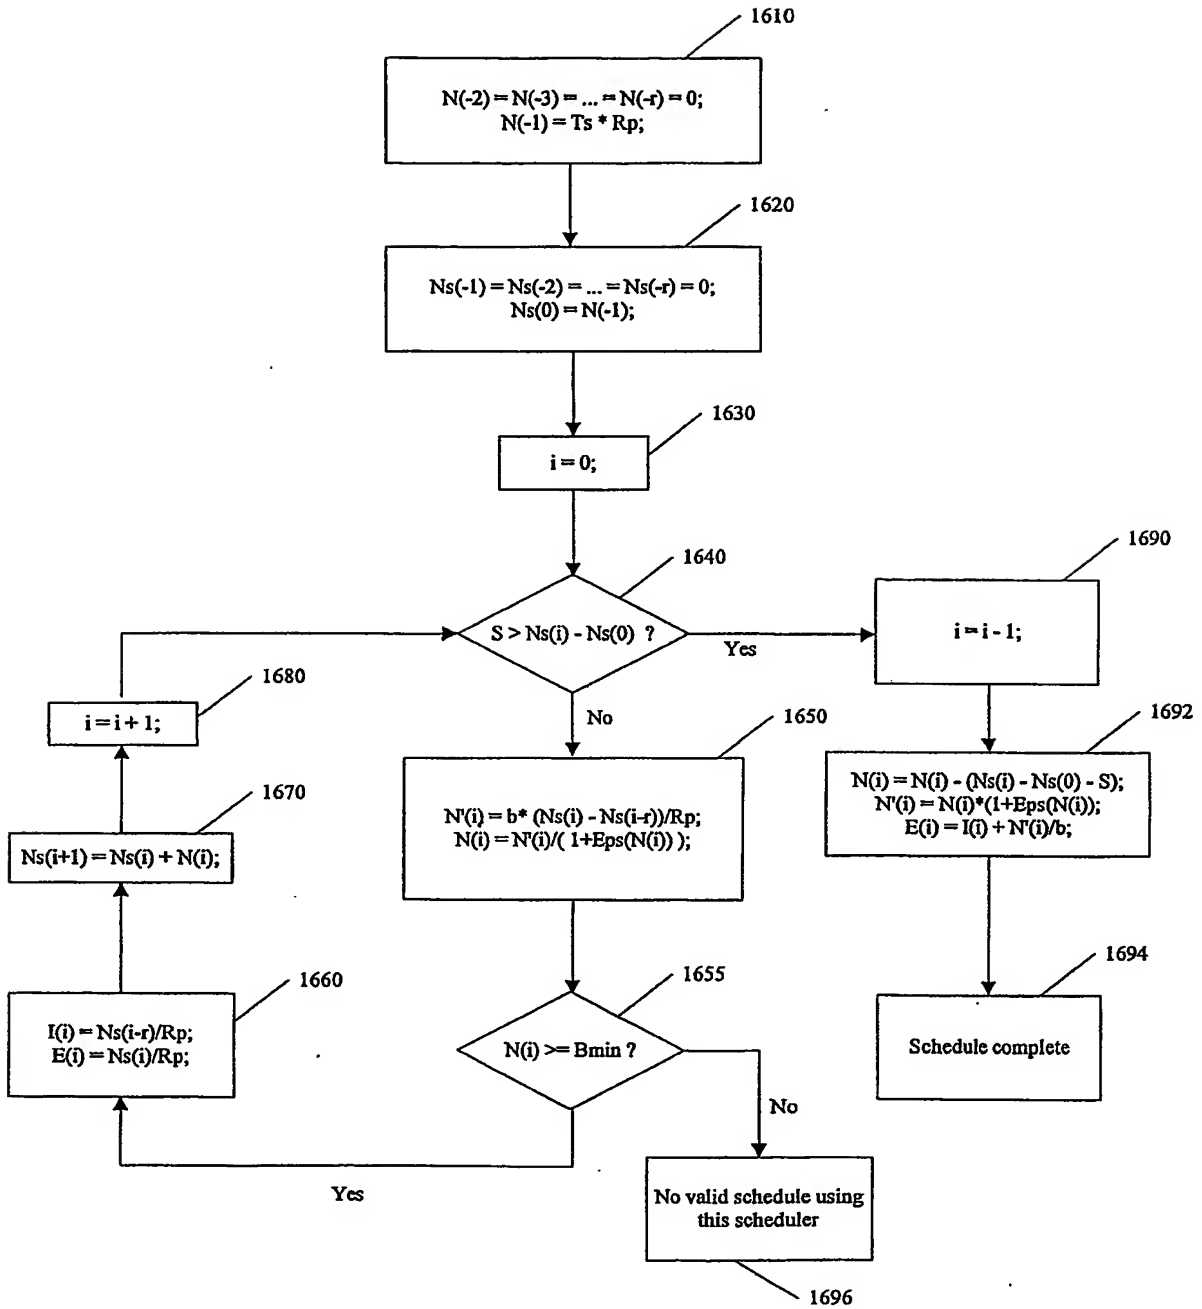 1610
N(-2) = N(-3) = ... = N(-r) = 0;
N(-1) = Ts * Rp;
1620
Ns(-1) = Ns(-2) = ... = Ns(-r) = 0;
Ns(0) = N(-1);
1630
i = 0;
1640
S > Ns(i) - Ns(0) ?
Yes
No
1690
i = i - 1;
1680
i = i + 1;
1650
N'(i) = b* (Ns(i) - Ns(i-r))/Rp;
N(i) = N'(i)/( 1+Eps(N(i)) );
1692
N(i) = N(i) - (Ns(i) - Ns(0) - S);
N'(i) = N(i)*(1+Eps(N(i));
E(i) = I(i) + N'(i)/b;
1670
Ns(i+1) = Ns(i) + N(i);
1660
I(i) = Ns(i-r)/Rp;
E(i) = Ns(i)/Rp;
1655
N(i) >= Bmin ?
1694
Schedule complete
No
Yes
No valid schedule using
this scheduler
1696